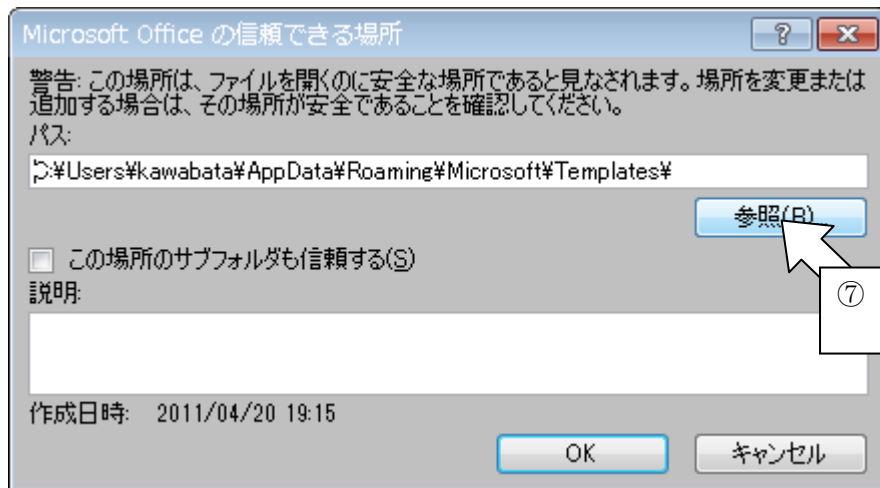 Microsoft Office の信頼できる場所
警告: この場所は、ファイルを開くのに安全な場所であると見なされます。場所を変更または
追加する場合は、その場所が安全であることを確認してください。
パス:
C:¥Users¥kawabata¥AppData¥Roaming¥Microsoft¥Templates¥
参照(B)...
この場所のサブフォルダも信頼する(S)
⑦
説明:
作成日時: 2011/04/20 19:15
OK
キャンセル